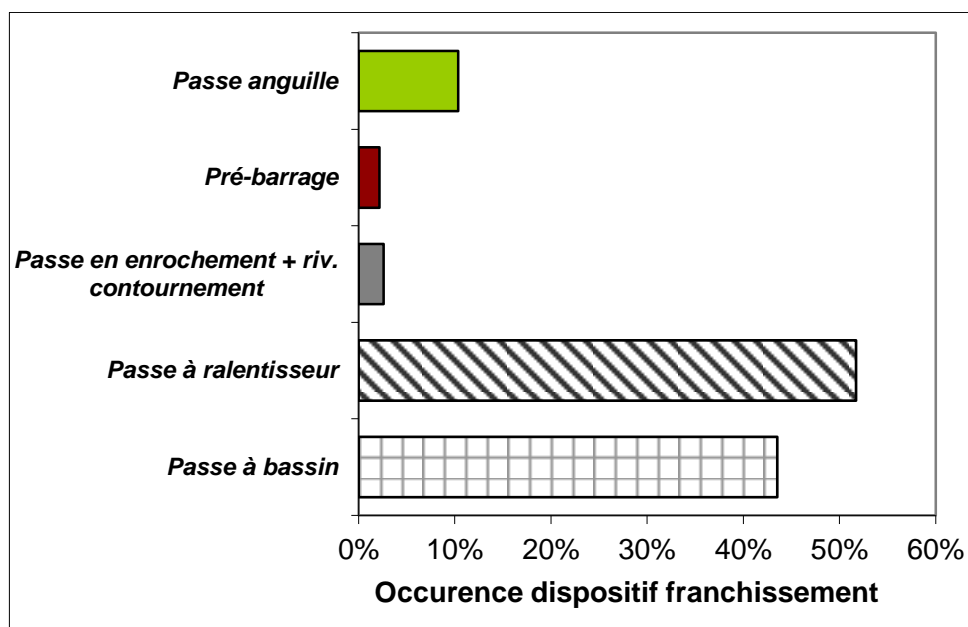 Passe anguille
Pré-barrage
Passe en enrochement + riv.
contournement
Passe à ralentisseur
Passe à bassin
0% 10% 20% 30% 40% 50% 60%
Occurence dispositif franchissement